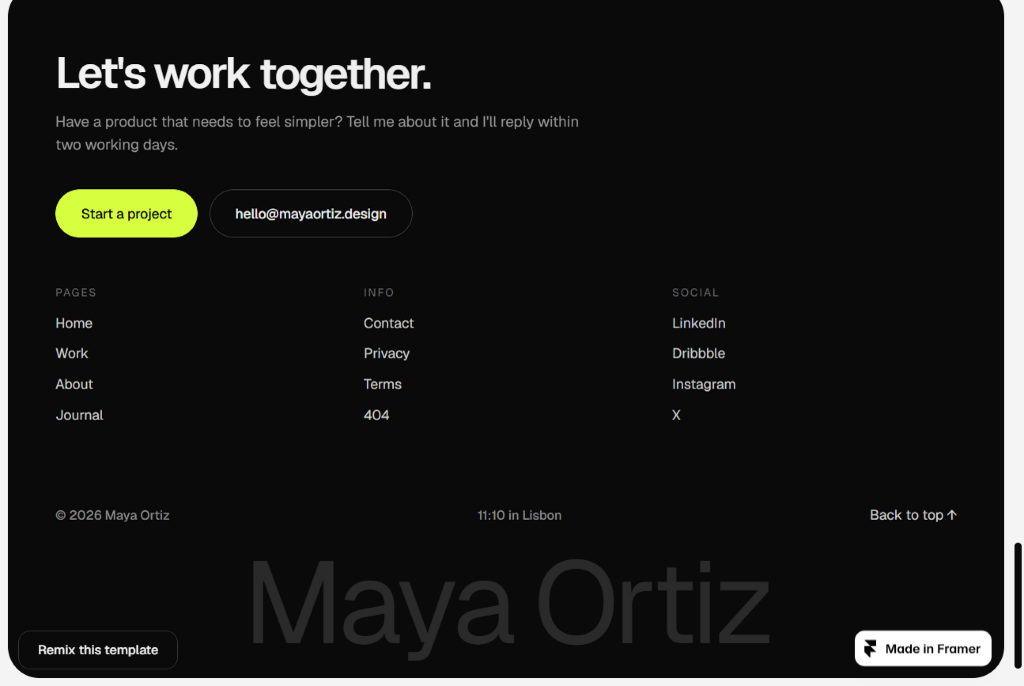 Let's work together.
Have a product that needs to feel simpler? Tell me about it and I'll reply within
two working days.
Start a project
hello@mayaortiz.design
PAGES
Home
Work
About
Journal
INFO
Contact
Privacy
Terms
404
SOCIAL
LinkedIn
Dribbble
Instagram
X
© 2026 Maya Ortiz
11:10 in Lisbon
Back to top ↑
Maya Ortiz
Remix this template
Made in Framer